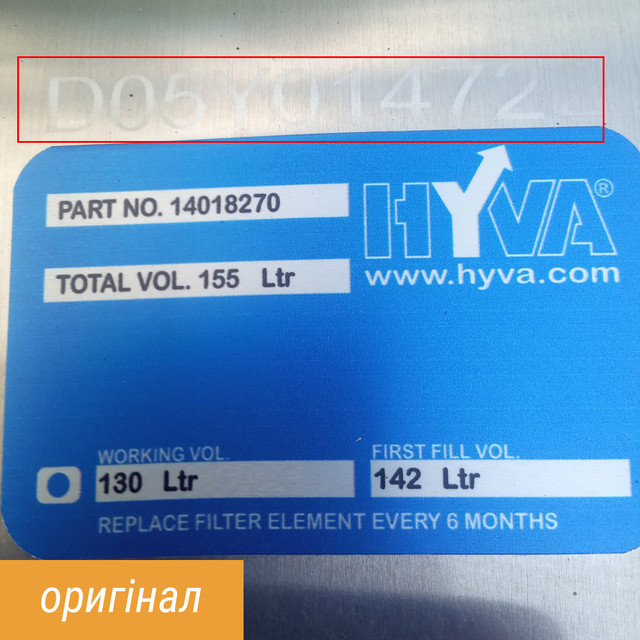 D05Y014722
PART NO. 14018270
HYVA®
TOTAL VOL. 155 Ltr
www.hyva.com
WORKING VOL.
130 Ltr
FIRST FILL VOL.
142 Ltr
REPLACE FILTER ELEMENT EVERY 6 MONTHS
оригінал